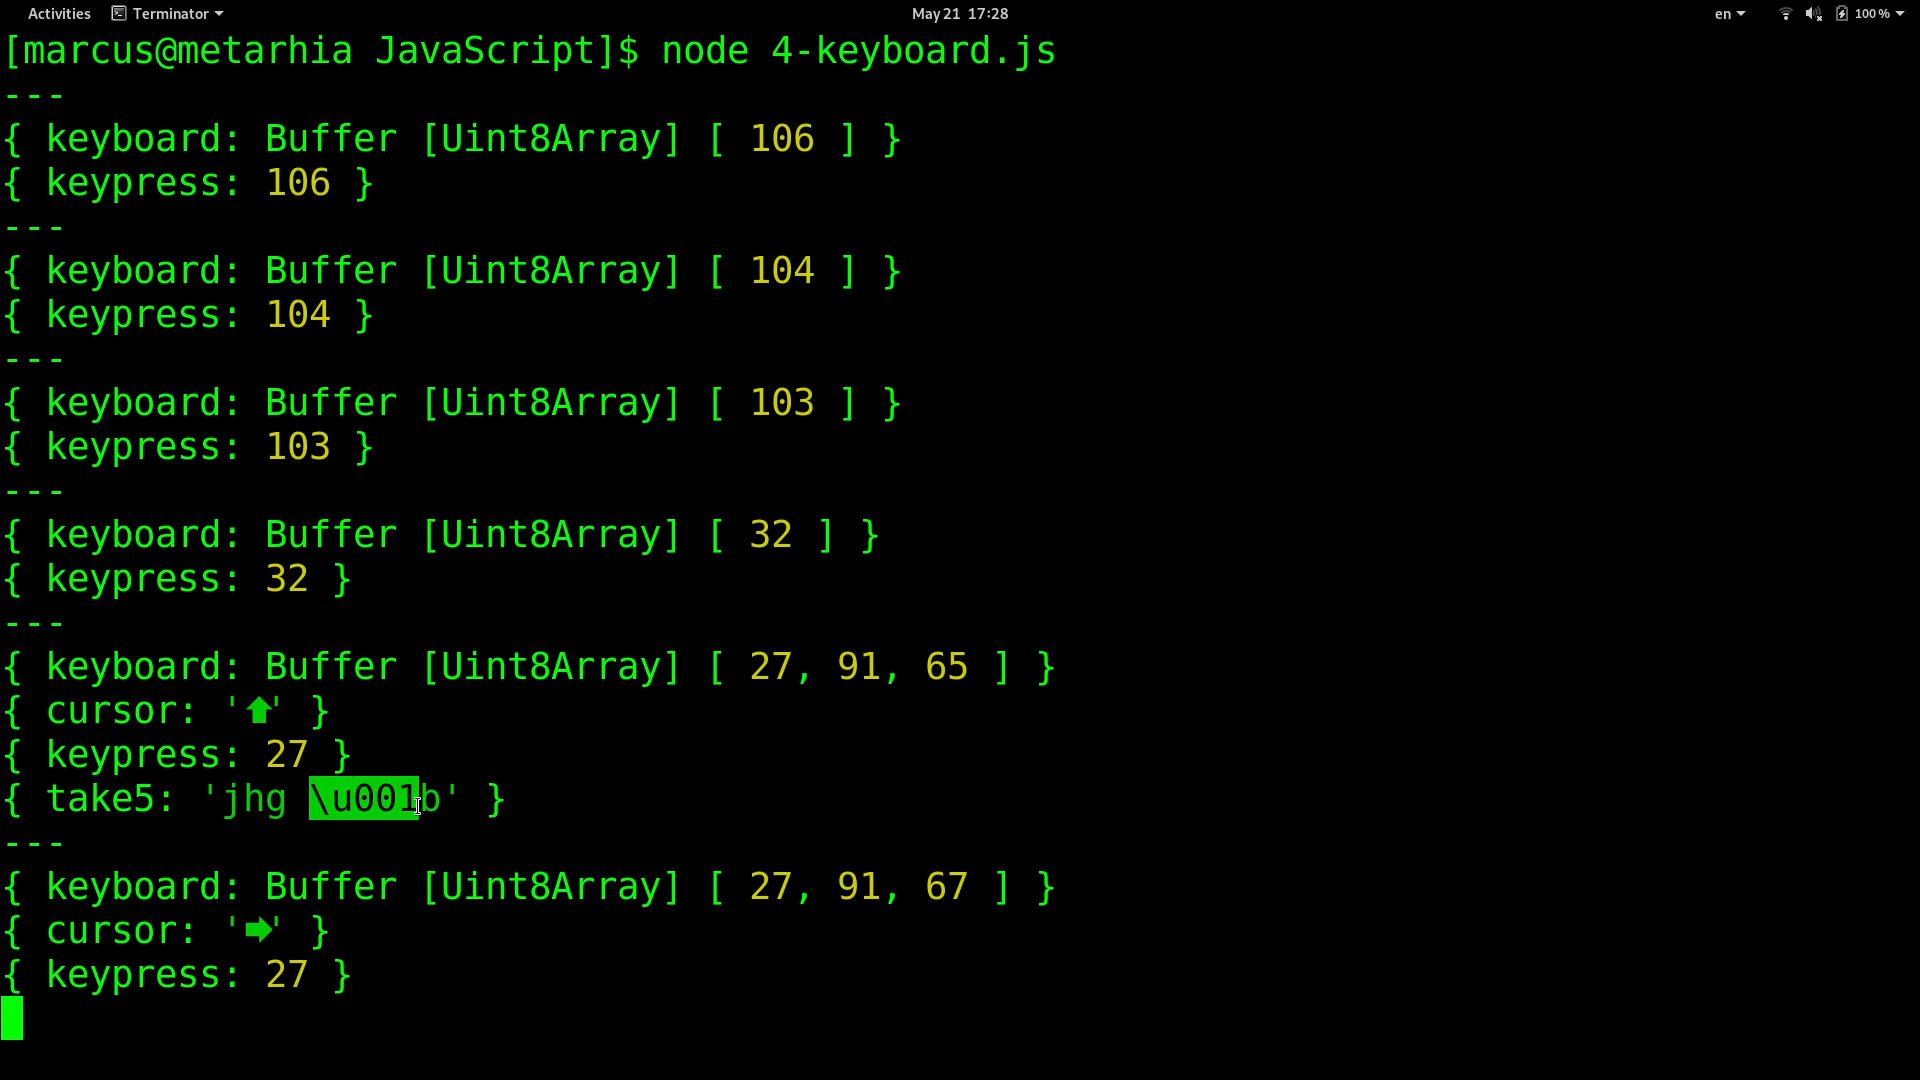 Activities Terminator May 21 17:28 en 100 %
[marcus@metarhia JavaScript]$ node 4-keyboard.js
---
{ keyboard: Buffer [Uint8Array] [ 106 ] }
{ keypress: 106 }
---
{ keyboard: Buffer [Uint8Array] [ 104 ] }
{ keypress: 104 }
---
{ keyboard: Buffer [Uint8Array] [ 103 ] }
{ keypress: 103 }
---
{ keyboard: Buffer [Uint8Array] [ 32 ] }
{ keypress: 32 }
---
{ keyboard: Buffer [Uint8Array] [ 27, 91, 65 ] }
{ cursor: '⬆' }
{ keypress: 27 }
{ take5: 'jhg \u001b' }
---
{ keyboard: Buffer [Uint8Array] [ 27, 91, 67 ] }
{ cursor: '⮕' }
{ keypress: 27 }